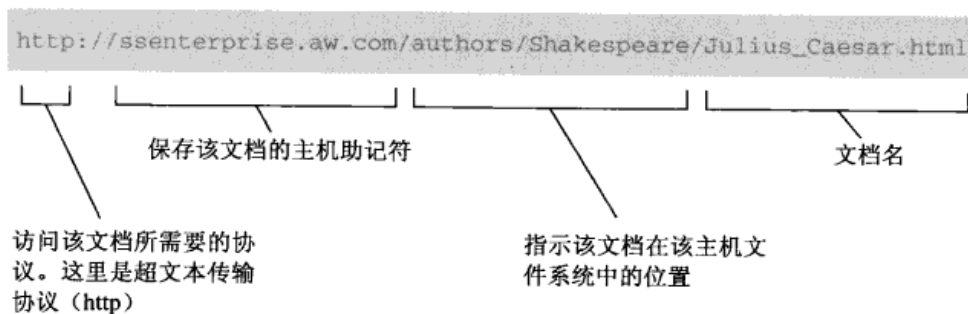 http://ssenterprise.aw.com/authors/Shakespeare/Julius_Caesar.html
保存该文档的主机助记符
文档名
访问该文档所需要的协
议。这里是超文本传输
协议（http）
指示该文档在该主机文
件系统中的位置